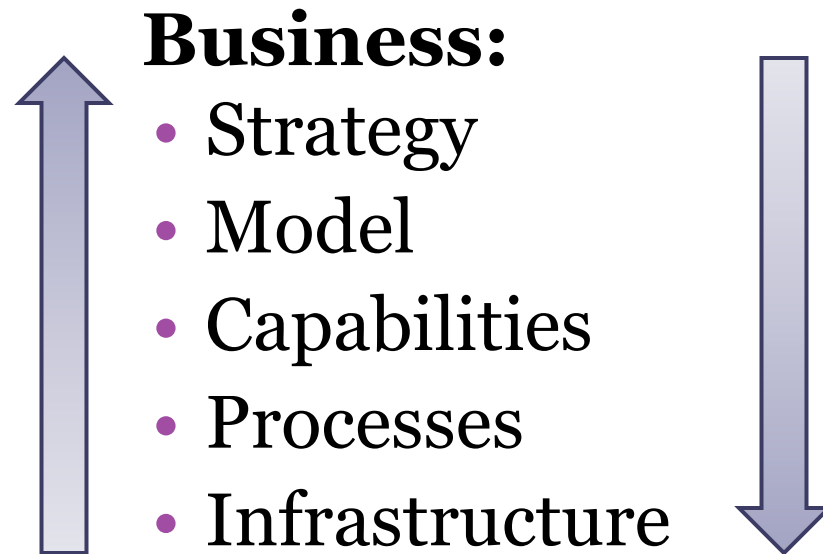 Business:
• Strategy
• Model
• Capabilities
• Processes
• Infrastructure